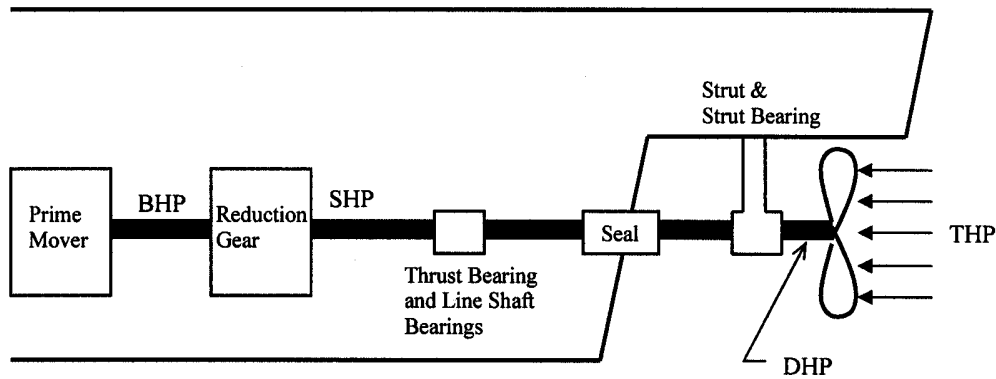 Strut &
Strut Bearing
Prime
Mover
BHP
Reduction
Gear
SHP
Seal
THP
Thrust Bearing
and Line Shaft
Bearings
DHP